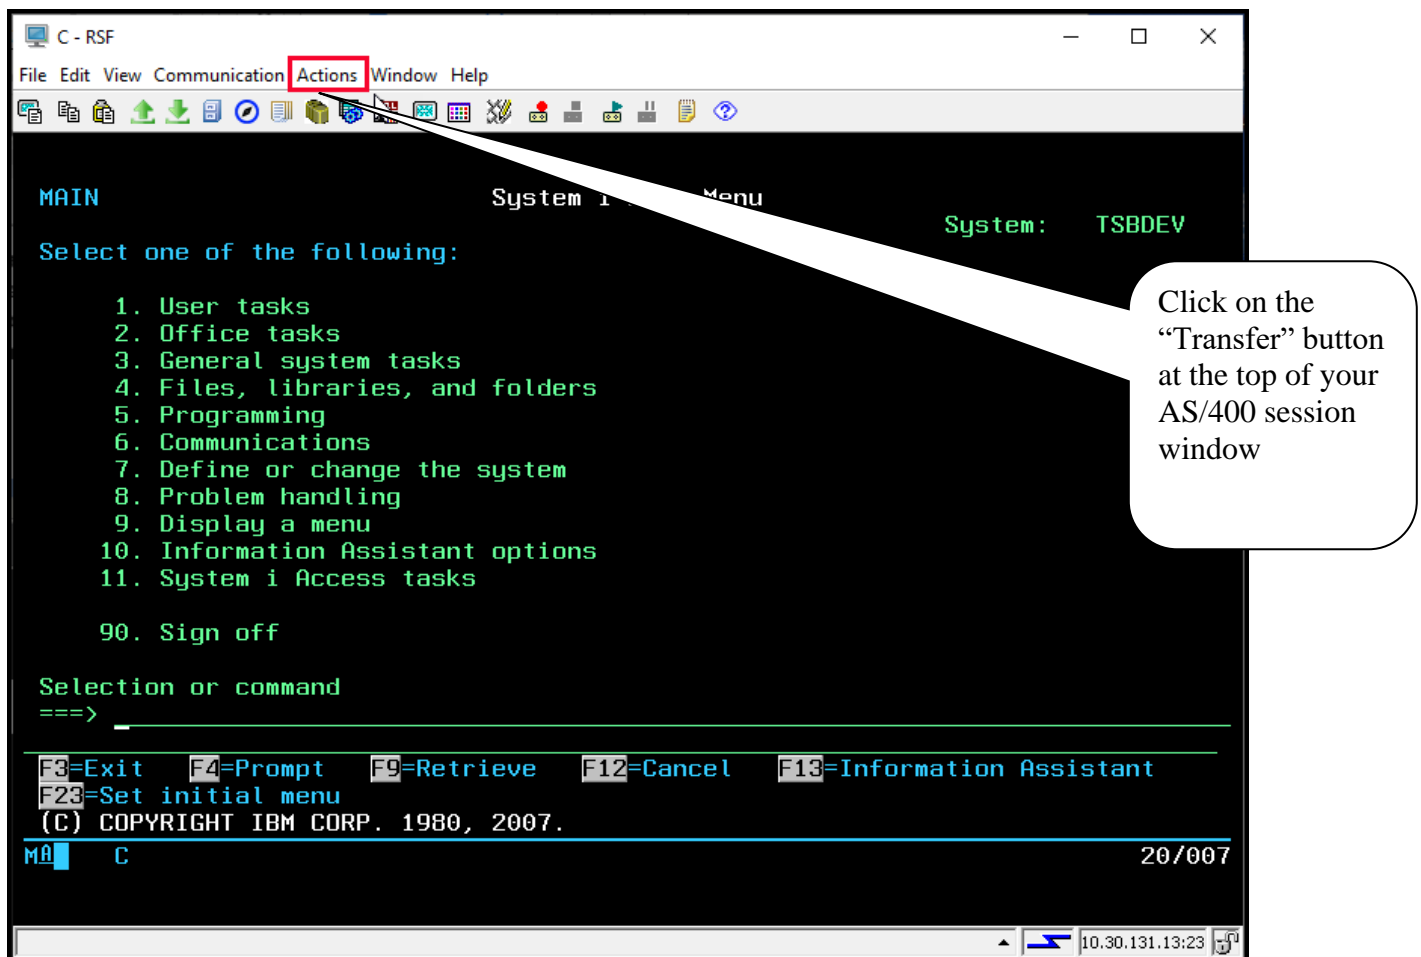 C - RSF
File Edit View Communication Actions Window Help
MAIN System i Menu
System: TSBDEV
Select one of the following:
1. User tasks
2. Office tasks
3. General system tasks
4. Files, libraries, and folders
5. Programming
6. Communications
7. Define or change the system
8. Problem handling
9. Display a menu
10. Information Assistant options
11. System i Access tasks
90. Sign off
Selection or command
===>
F3=Exit F4=Prompt F9=Retrieve F12=Cancel F13=Information Assistant
F23=Set initial menu
(C) COPYRIGHT IBM CORP. 1980, 2007.
MA C 20/007
10.30.131.13:23
Click on the
“Transfer” button
at the top of your
AS/400 session
window